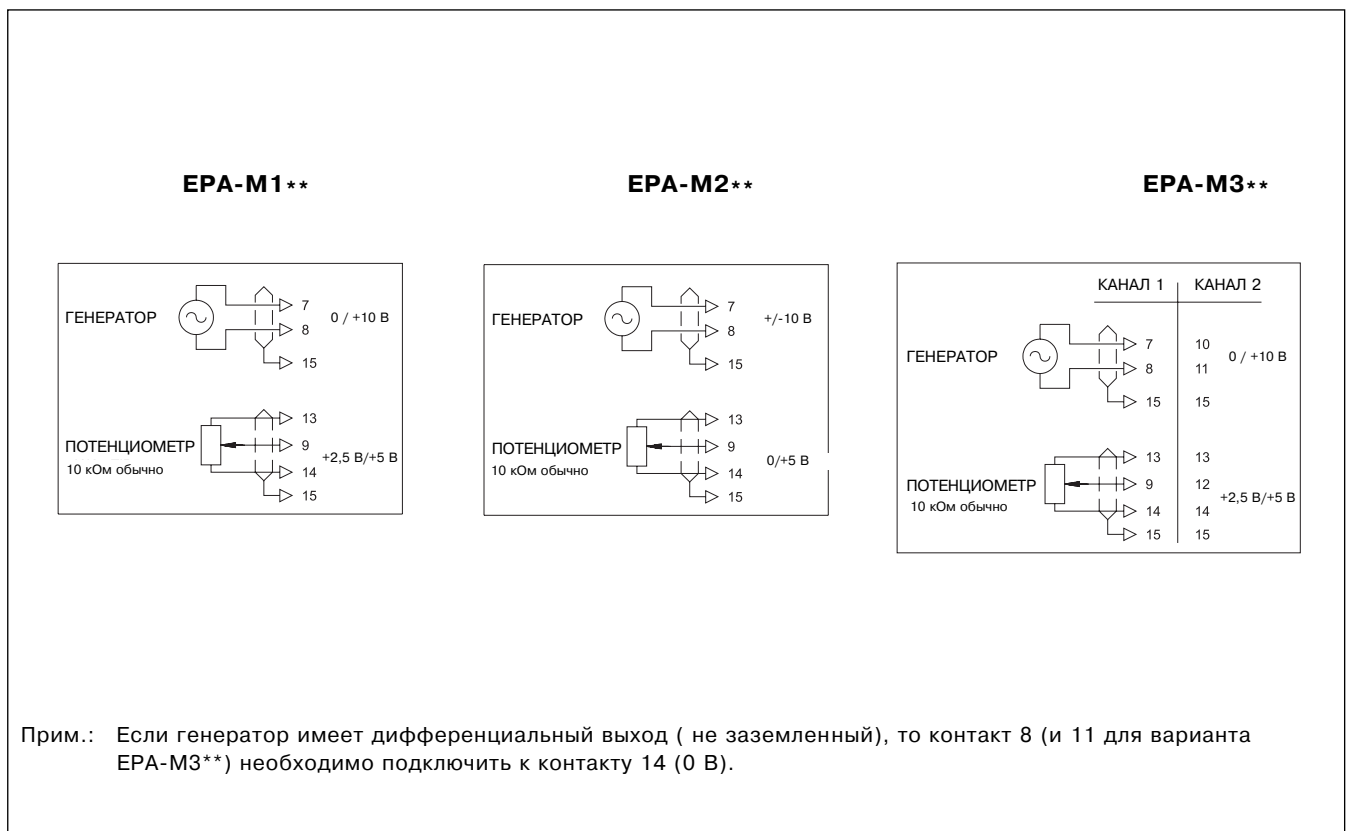 EPA-M1**
EPA-M2**
EPA-M3**
ГЕНЕРАТОР
7
8
15
0 / +10 В
ПОТЕНЦИОМЕТР
10 кОм обычно
13
9
14
15
+2,5 В/+5 В
ГЕНЕРАТОР
7
8
15
+/-10 В
ПОТЕНЦИОМЕТР
10 кОм обычно
13
9
14
15
0/+5 В
КАНАЛ 1 КАНАЛ 2
ГЕНЕРАТОР
7 10
8 11
15 15
0 / +10 В
ПОТЕНЦИОМЕТР
10 кОм обычно
13 13
9 12
14 14
15 15
+2,5 В/+5 В
Прим.: Если генератор имеет дифференциальный выход ( не заземленный), то контакт 8 (и 11 для варианта
EPA-M3**) необходимо подключить к контакту 14 (0 В).